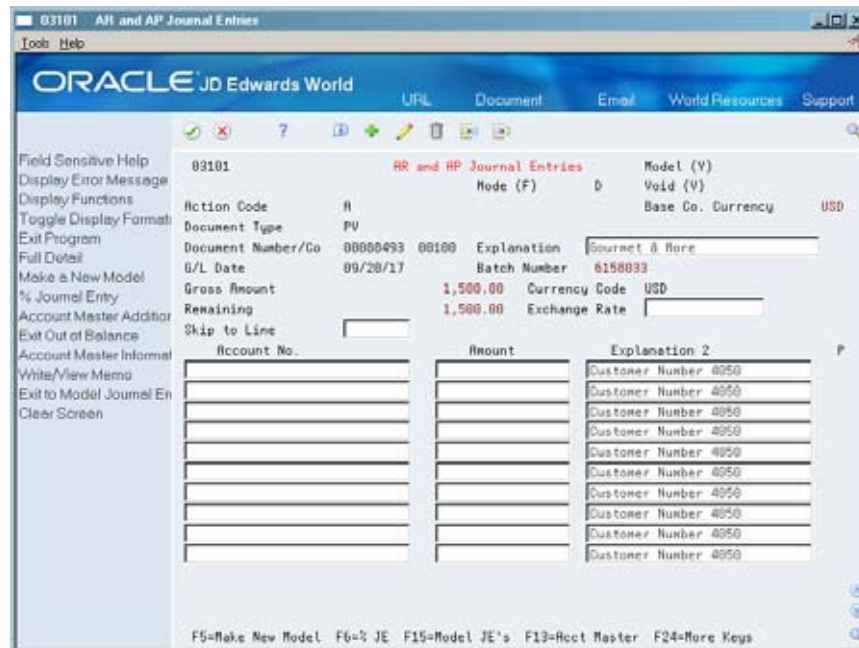 03101 AR and AP Journal Entries
Tools Help
ORACLE JD Edwards World
URL Document Email World Resources Support
Field Sensitive Help
Display Error Message
Display Functions
Toggle Display Formats
Exit Program
Full Detail
Make a New Model
% Journal Entry
Account Master Addition
Exit Out of Balance
Account Master Informat
Write/View Memo
Exit to Model Journal En
Clear Screen
03101 AR and AP Journal Entries Model (Y)
Mode (F) D Void (V)
Action Code A Base Co. Currency USD
Document Type PV
Document Number/Co 00000493 00100 Explanation Gourmet & More
G/L Date 09/20/17 Batch Number 6158033
Gross Amount 1,500.00 Currency Code USD
Remaining 1,500.00 Exchange Rate
Skip to Line
Account No. Amount Explanation 2 P
Customer Number 4050
Customer Number 4050
Customer Number 4050
Customer Number 4050
Customer Number 4050
Customer Number 4050
Customer Number 4050
Customer Number 4050
Customer Number 4050
Customer Number 4050
F5=Make New Model F6=% JE F15=Model JE's F13=Acct Master F24=More Keys